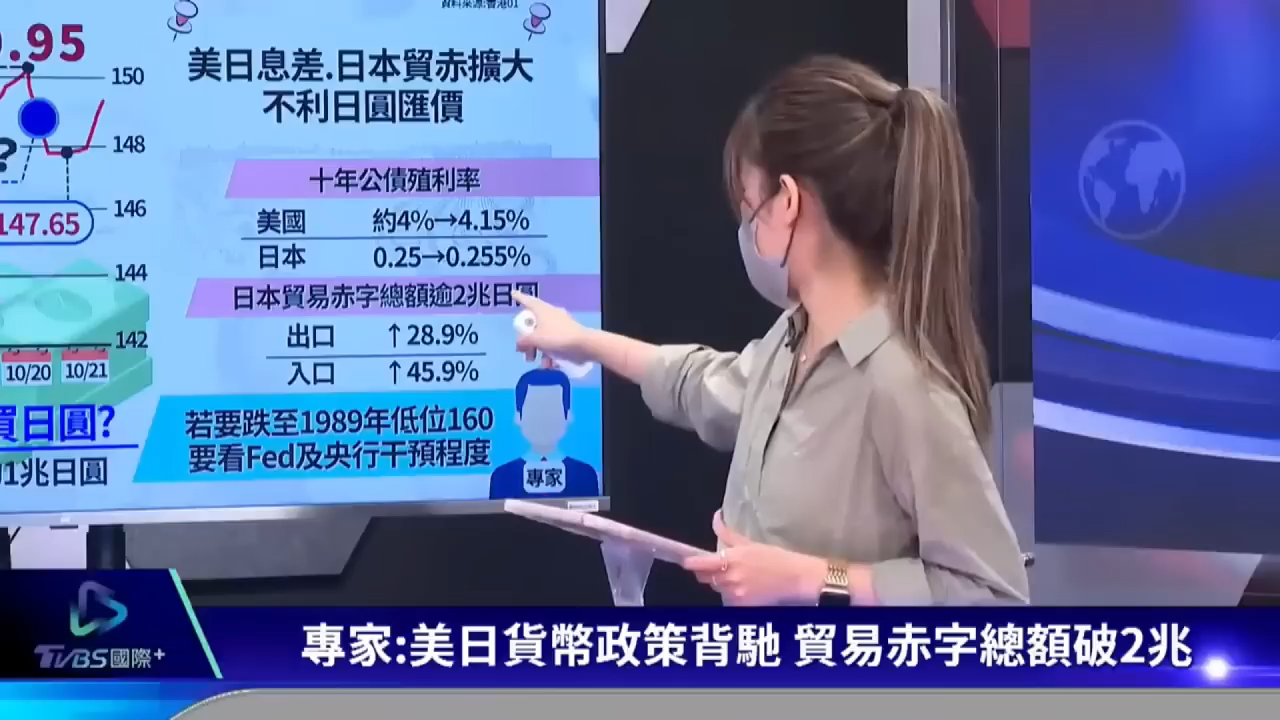 資料來源:香港01
9.95
150
148
?
146
147.65
144
142
10/20 10/21
買日圓?
1兆日圓
美日息差.日本貿赤擴大
不利日圓匯價
十年公債殖利率
美國 約4%→4.15%
日本 0.25→0.255%
日本貿易赤字總額逾2兆日圓
出口 ↑28.9%
入口 ↑45.9%
若要跌至1989年低位160
要看Fed及央行干預程度
專家
TVBS國際+
專家:美日貨幣政策背馳 貿易赤字總額破2兆